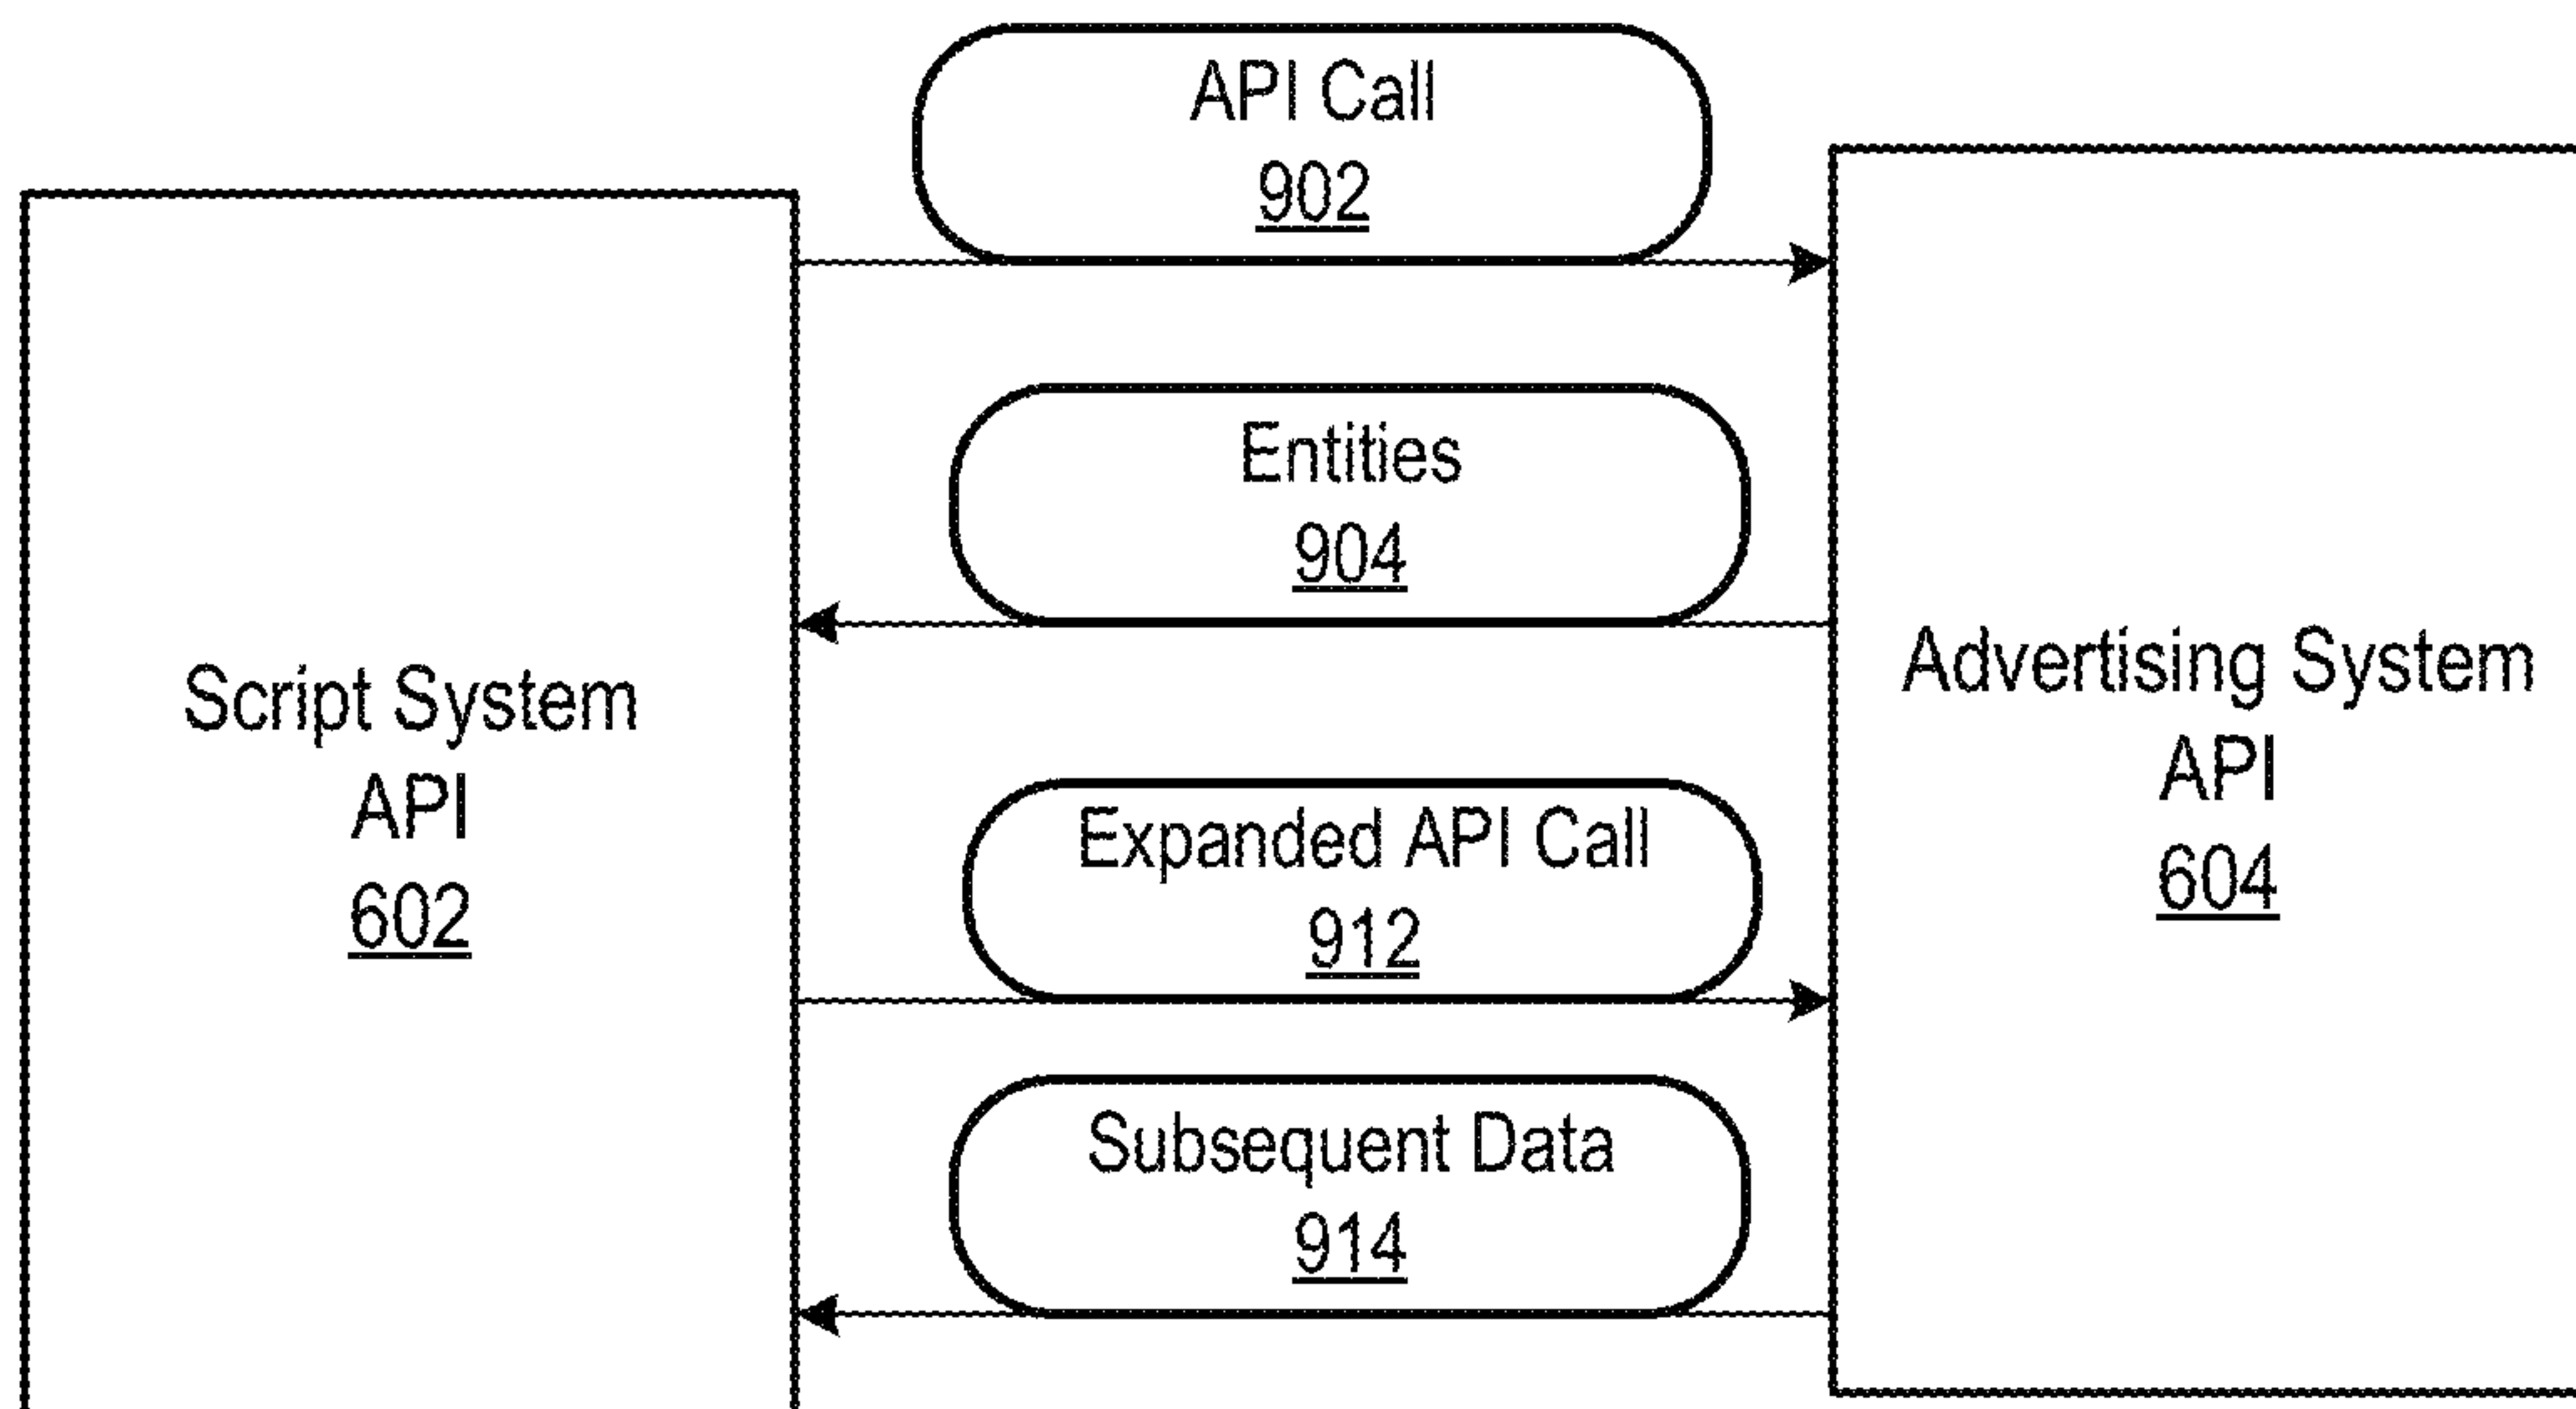 API Call
902
Entities
904
Script System
API
602
Advertising System
API
604
Expanded API Call
912
Subsequent Data
914